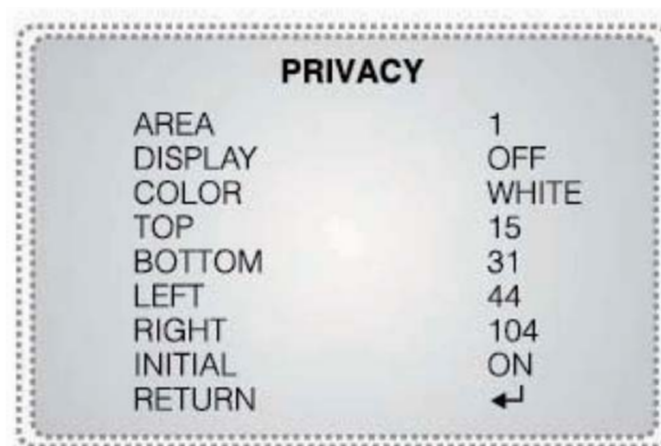 PRIVACY
AREA 1
DISPLAY OFF
COLOR WHITE
TOP 15
BOTTOM 31
LEFT 44
RIGHT 104
INITIAL ON
RETURN ↵